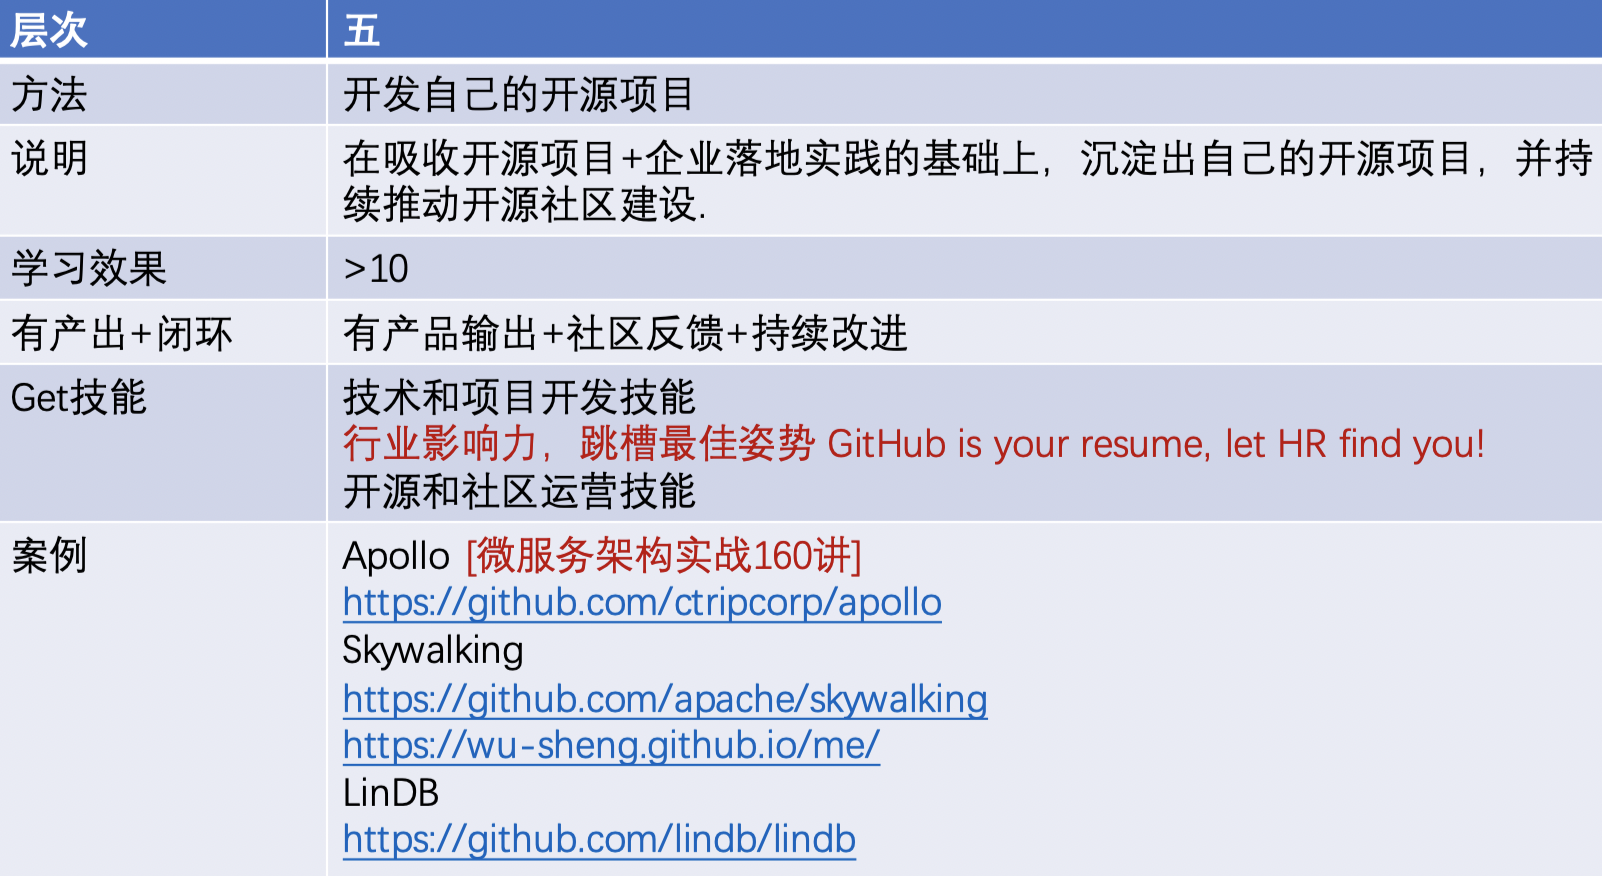 层次
五
方法
开发自己的开源项目
说明
在吸收开源项目+企业落地实践的基础上，沉淀出自己的开源项目，并持
续推动开源社区建设.
学习效果
>10
有产出+闭环
有产品输出+社区反馈+持续改进
Get技能
技术和项目开发技能
行业影响力，跳槽最佳姿势 GitHub is your resume, let HR find you!
开源和社区运营技能
案例
Apollo [微服务架构实战160讲]
https://github.com/ctripcorp/apollo
Skywalking
https://github.com/apache/skywalking
https://wu-sheng.github.io/me/
LinDB
https://github.com/lindb/lindb